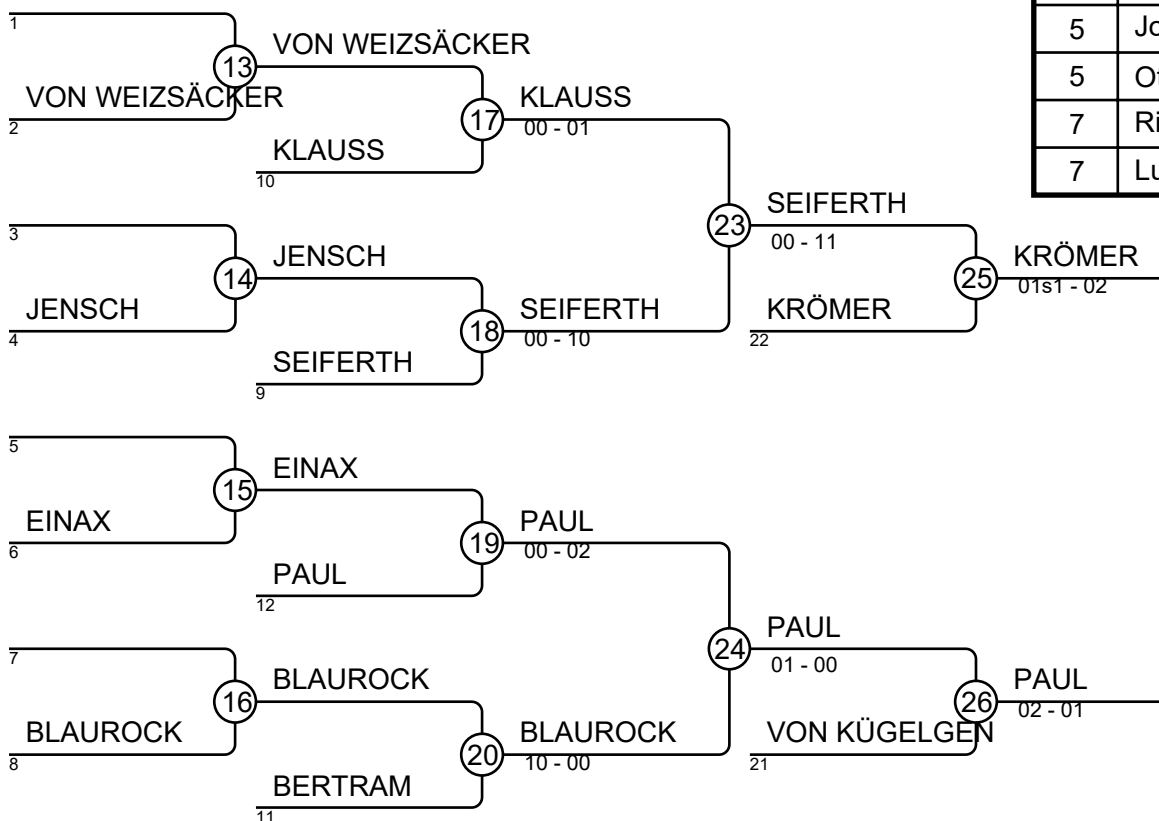 1
13
VON WEIZSÄCKER
VON WEIZSÄCKER
2
17
KLAUSS
00 - 01
KLAUSS
10
3
14
JENSCH
JENSCH
4
18
SEIFERTH
00 - 10
SEIFERTH
9
23
SEIFERTH
00 - 11
KRÖMER
22
25
KRÖMER
01s1 - 02
5
15
EINAX
EINAX
6
19
PAUL
00 - 02
PAUL
12
7
16
BLAUROCK
BLAUROCK
8
20
BLAUROCK
10 - 00
BERTRAM
11
24
PAUL
01 - 00
VON KÜGELGEN
21
26
PAUL
02 - 01
5
5
7
7